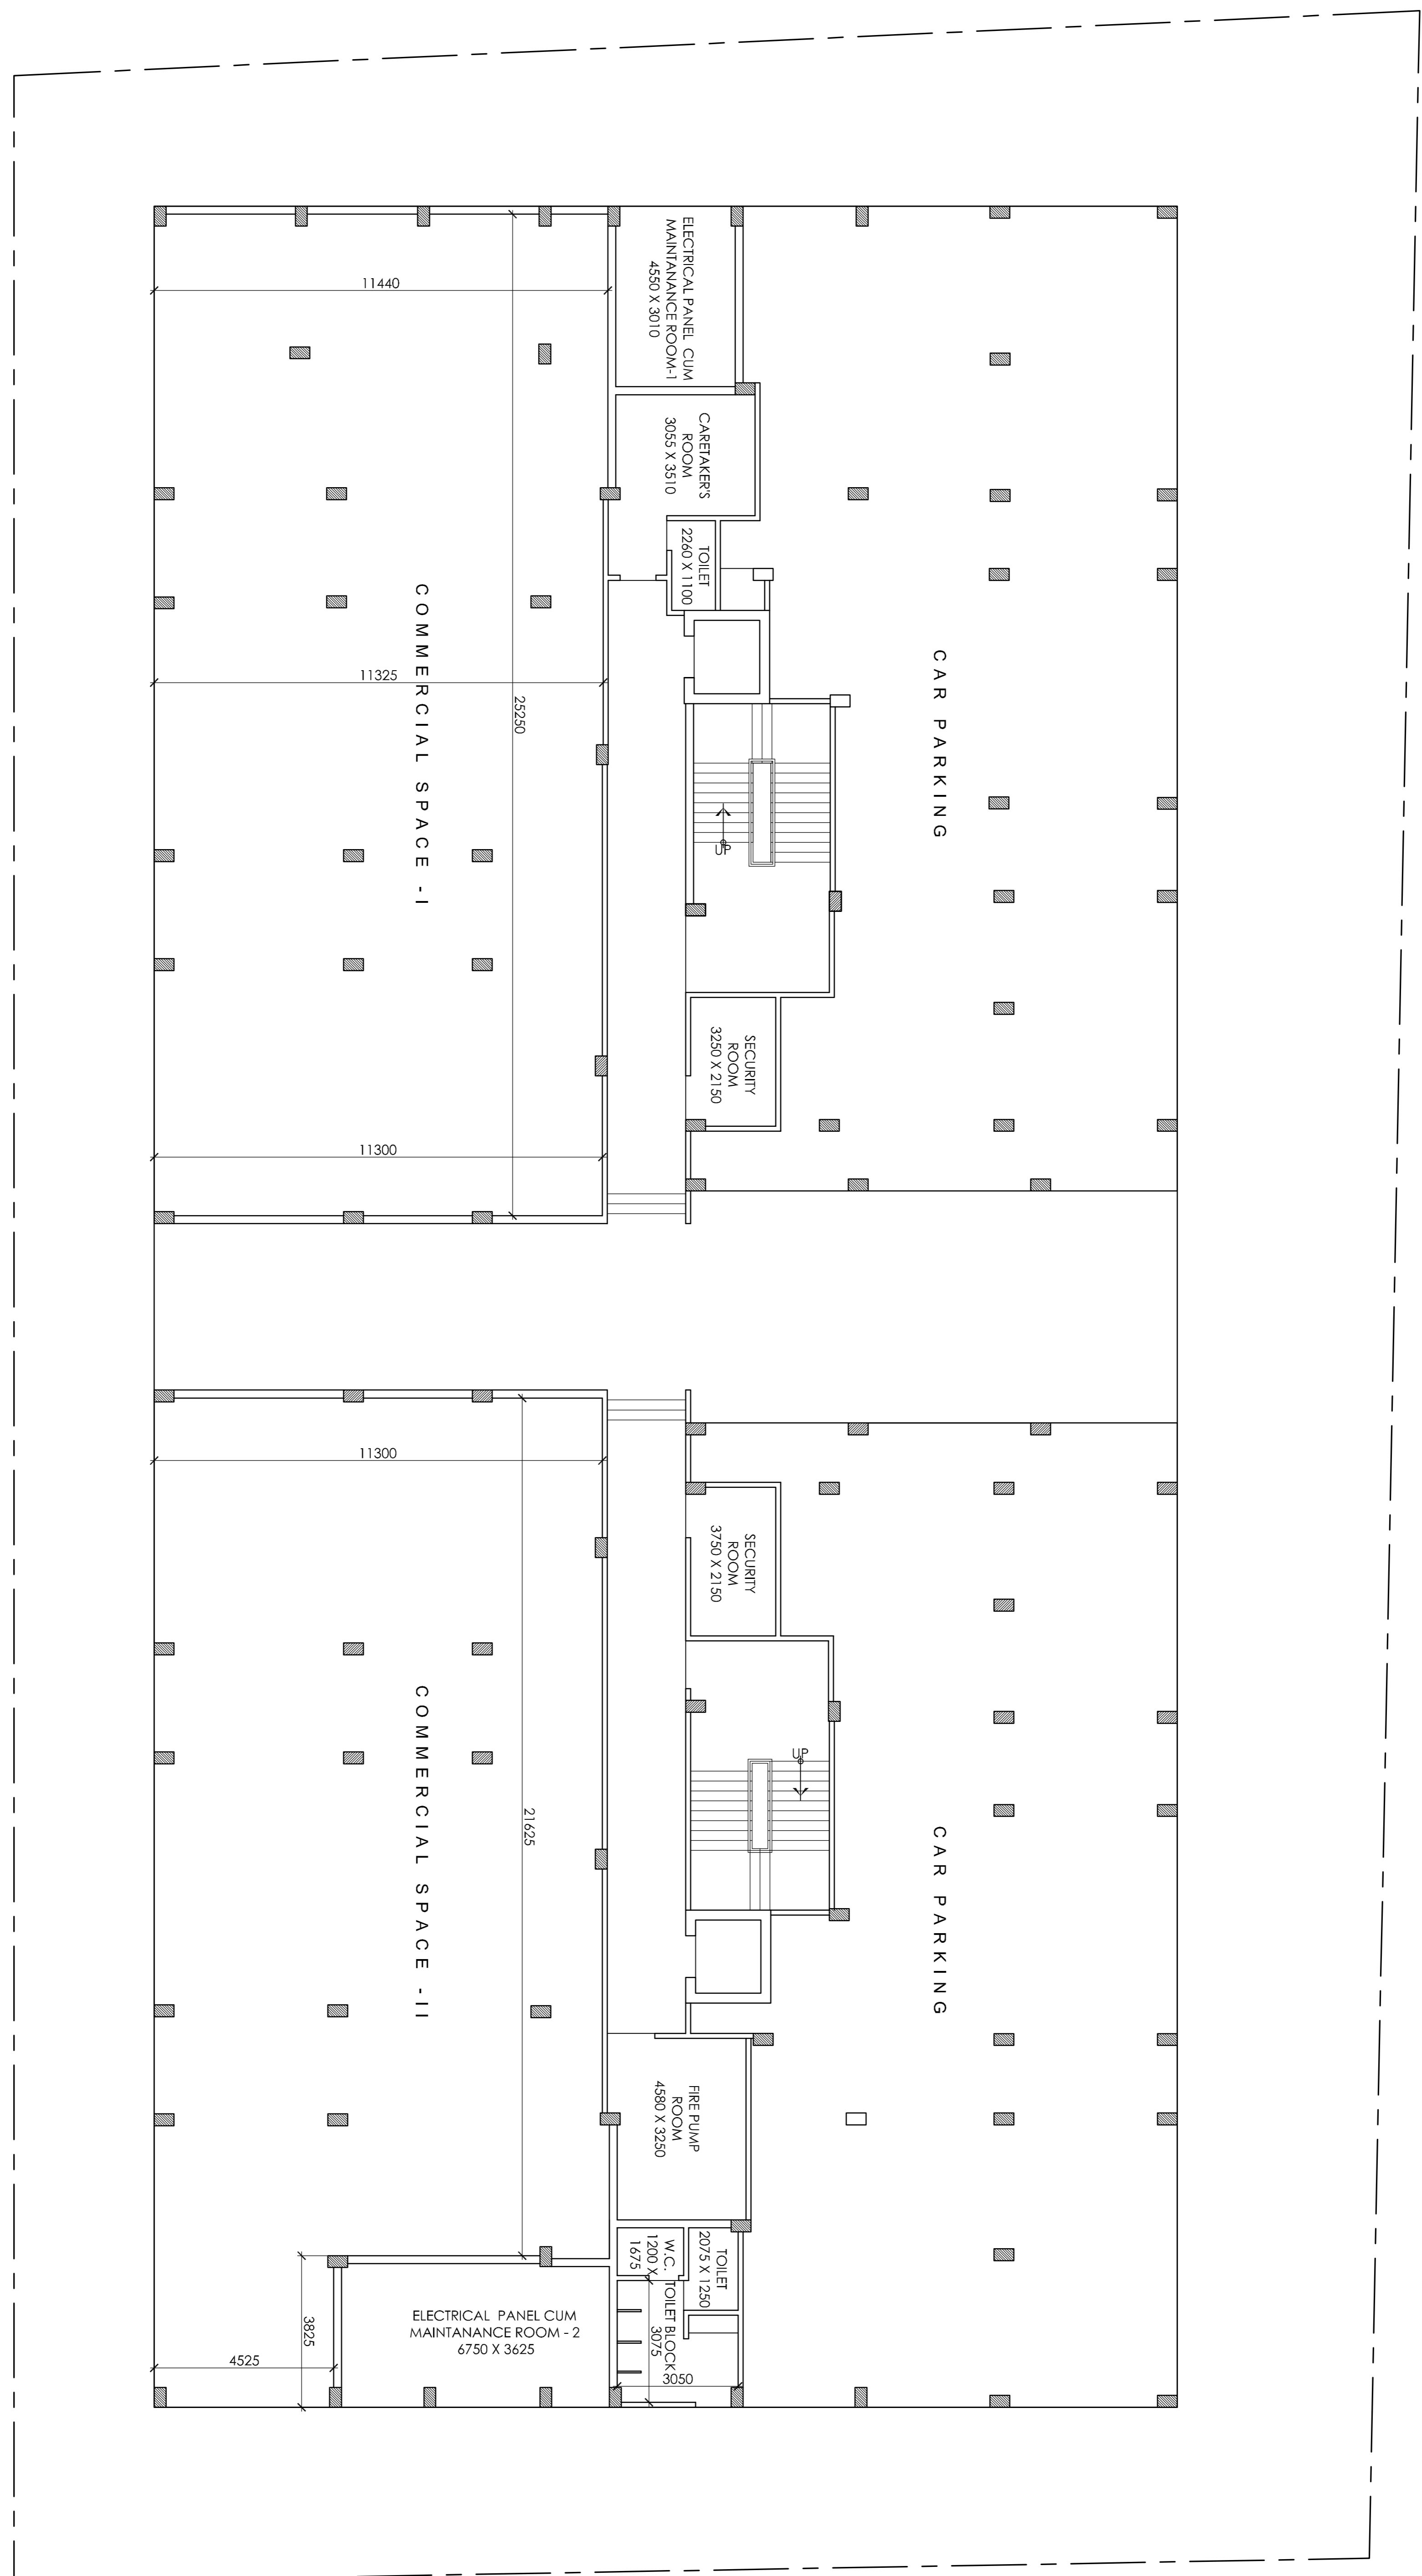 ELECTRICAL PANEL CUM
MAINTANANCE ROOM-1
4550 X 3010
11440
CARETAKER'S
ROOM
3055 X 3510
TOILET
2260 X 1100
COMMERCIAL SPACE -I
11325
25250
CAR PARKING
UP
SECURITY
ROOM
3250 X 2150
11300
11300
SECURITY
ROOM
3750 X 2150
COMMERCIAL SPACE -II
21625
UP
CAR PARKING
FIRE PUMP
ROOM
4580 X 3250
TOILET
2075 X 1250
W.C.
1200 X
1675
TOILET BLOCK
3075
3050
ELECTRICAL PANEL CUM
MAINTANANCE ROOM - 2
6750 X 3625
3825
4525